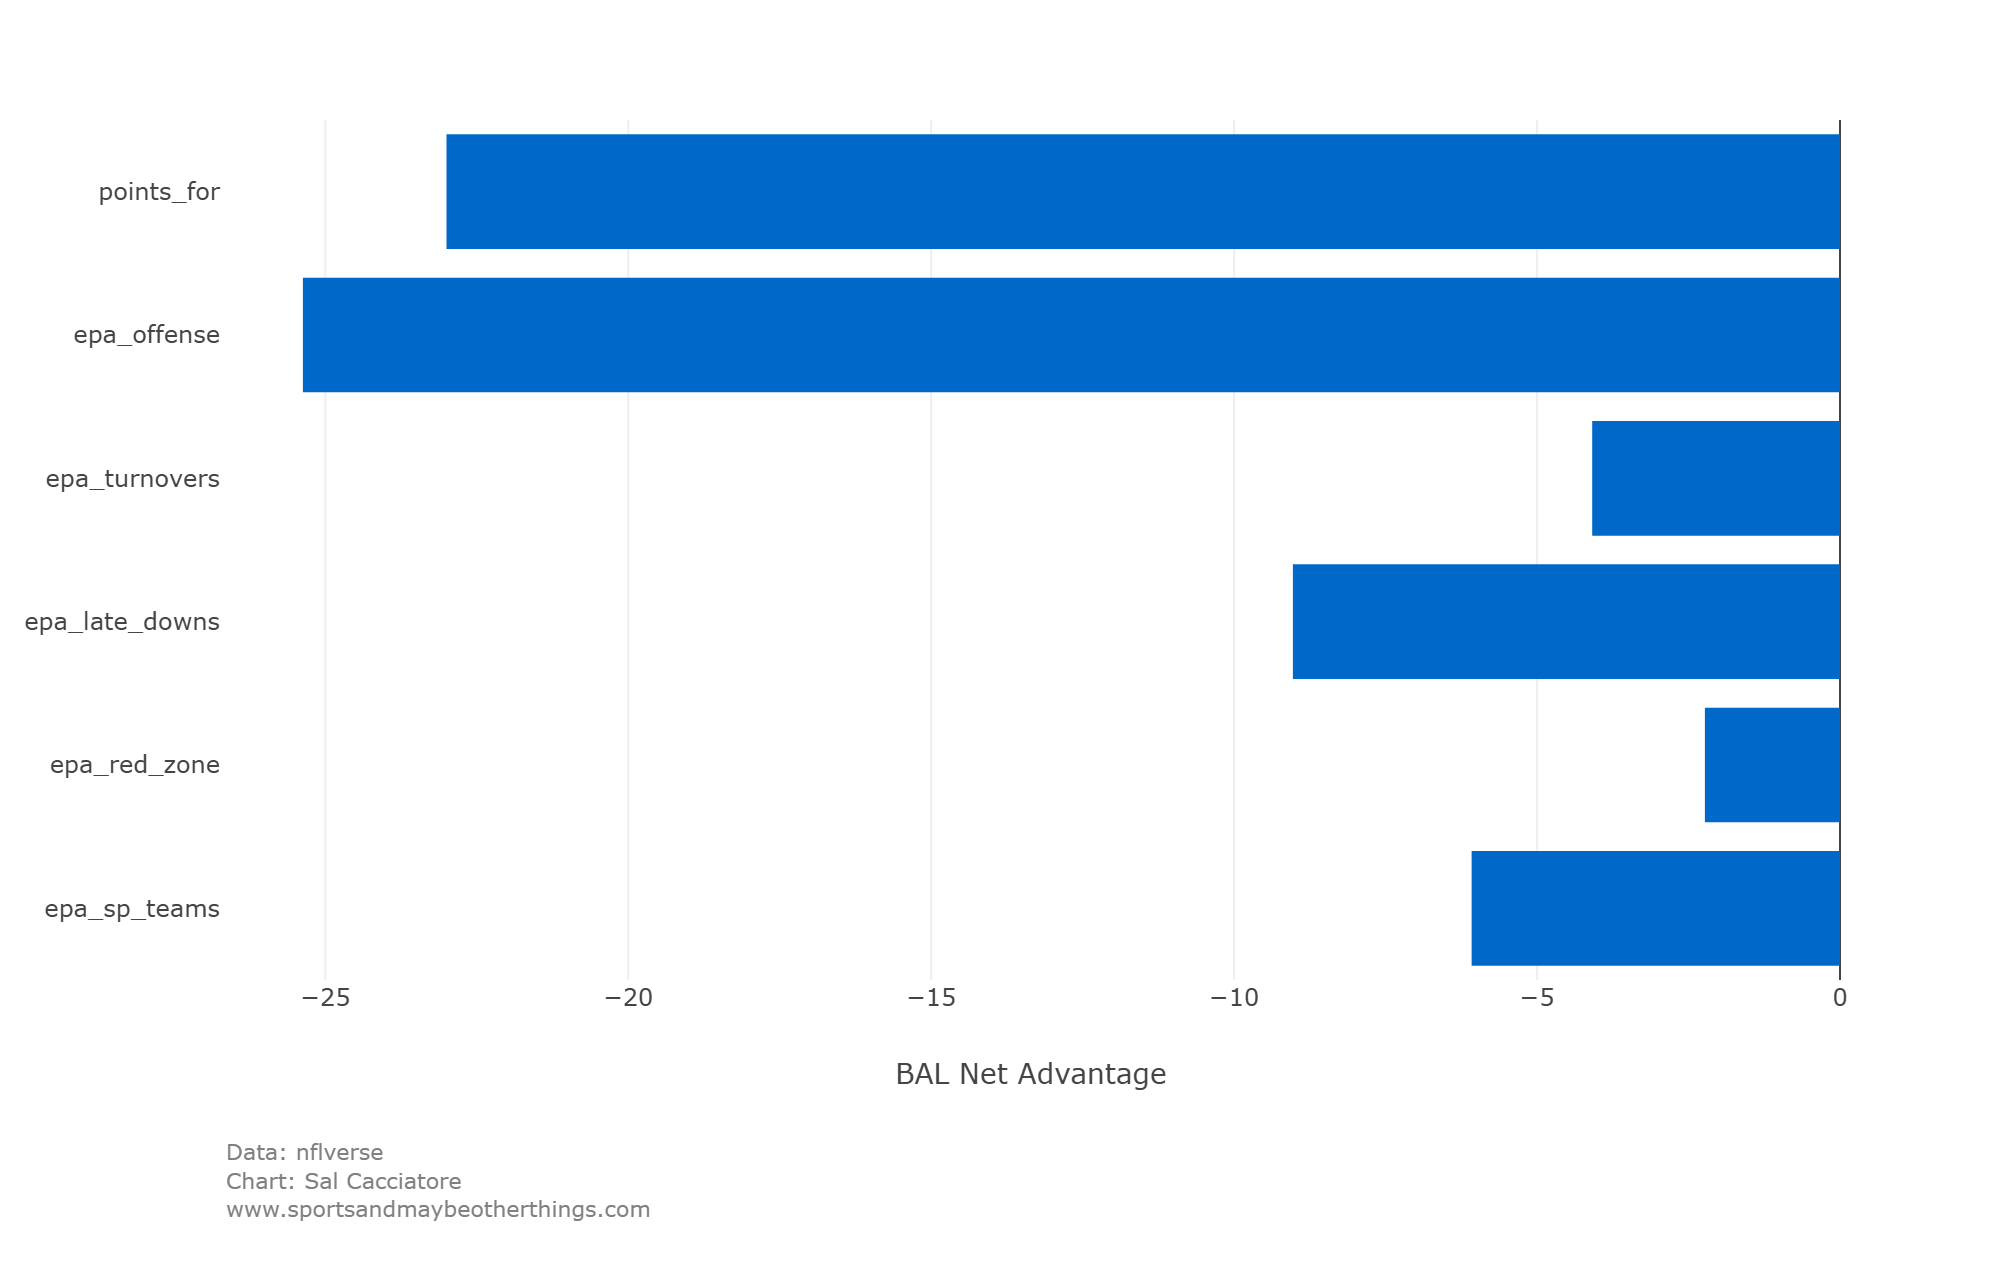 points_for
epa_offense
epa_turnovers
epa_late_downs
epa_red_zone
epa_sp_teams
−25 −20 −15 −10 −5 0
BAL Net Advantage
Data: nflverse
Chart: Sal Cacciatore
www.sportsandmaybeotherthings.com